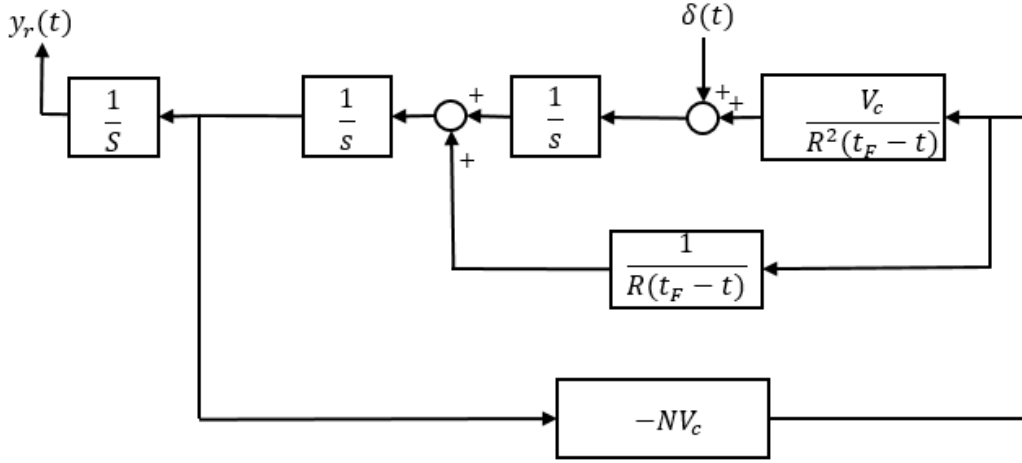 y_r(t)
δ(t)
1/S
1/s
+
1/s
+
+
V_c/R^2(t_F − t)
+
1/R(t_F − t)
−NV_c